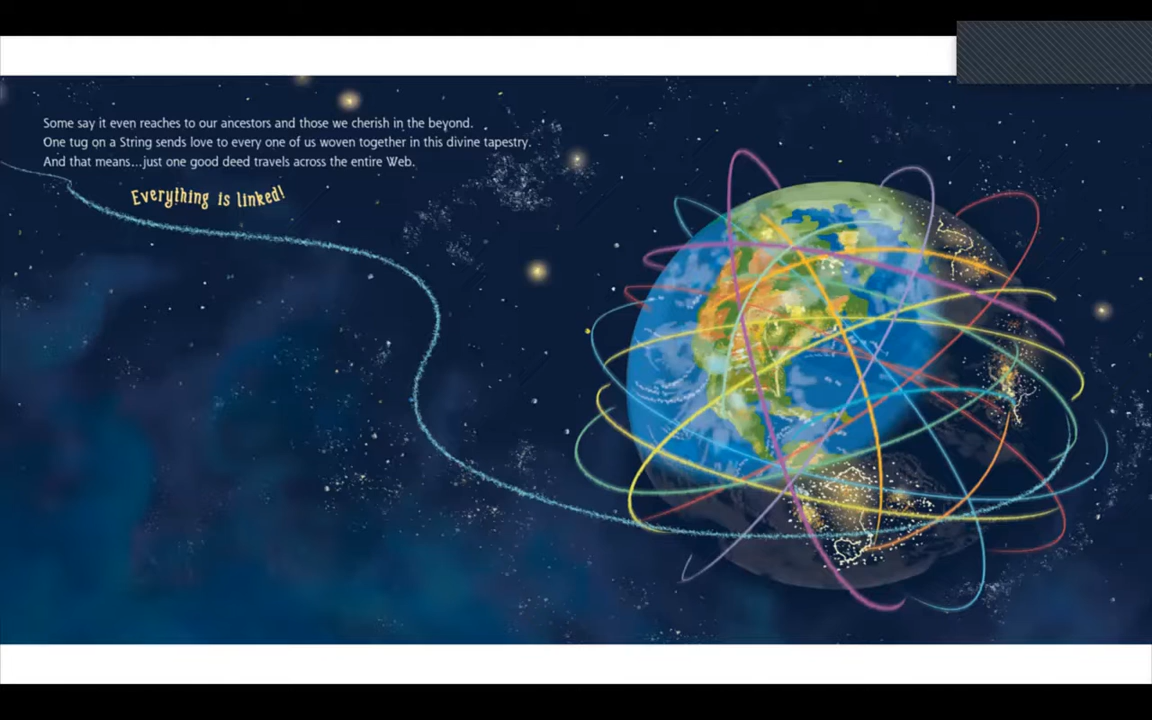 Some say it even reaches to our ancestors and those we cherish in the beyond.
One tug on a String sends love to every one of us woven together in this divine tapestry.
And that means...just one good deed travels across the entire Web.
Everything is linked!